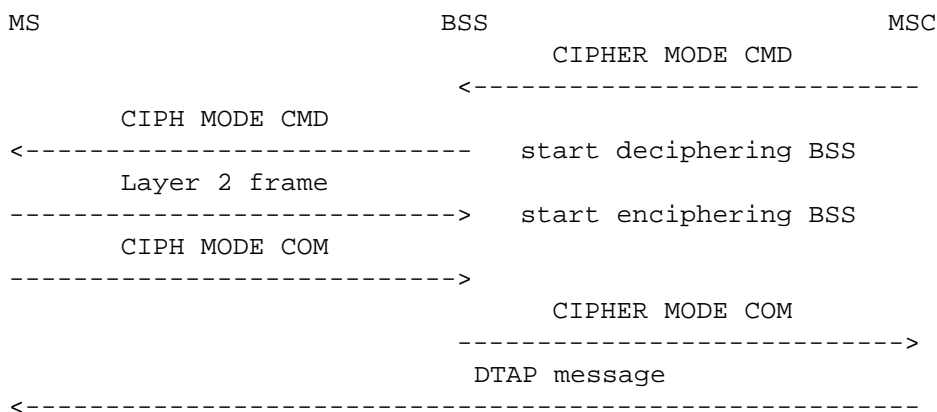 MS BSS MSC
CIPHER MODE CMD
<-----------------------------
CIPH MODE CMD
<----------------------------- start deciphering BSS
Layer 2 frame
----------------------------> start enciphering BSS
CIPH MODE COM
---------------------------->
CIPHER MODE COM
---------------------------->
DTAP message
<---------------------------------------------------------